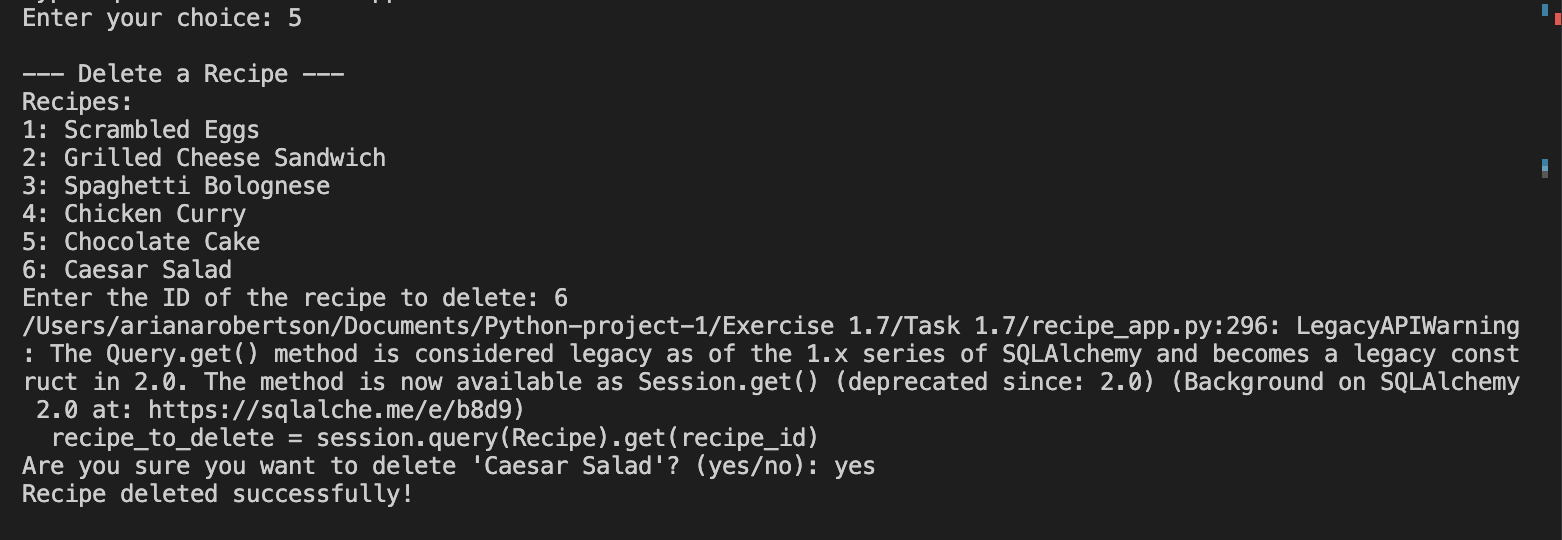 Enter your choice: 5
--- Delete a Recipe ---
Recipes:
1: Scrambled Eggs
2: Grilled Cheese Sandwich
3: Spaghetti Bolognese
4: Chicken Curry
5: Chocolate Cake
6: Caesar Salad
Enter the ID of the recipe to delete: 6
/Users/arianarobertson/Documents/Python-project-1/Exercise 1.7/Task 1.7/recipe_app.py:296: LegacyAPIWarning
: The Query.get() method is considered legacy as of the 1.x series of SQLAlchemy and becomes a legacy const
ruct in 2.0. The method is now available as Session.get() (deprecated since: 2.0) (Background on SQLAlchemy
 2.0 at: https://sqlalche.me/e/b8d9)
  recipe_to_delete = session.query(Recipe).get(recipe_id)
Are you sure you want to delete 'Caesar Salad'? (yes/no): yes
Recipe deleted successfully!